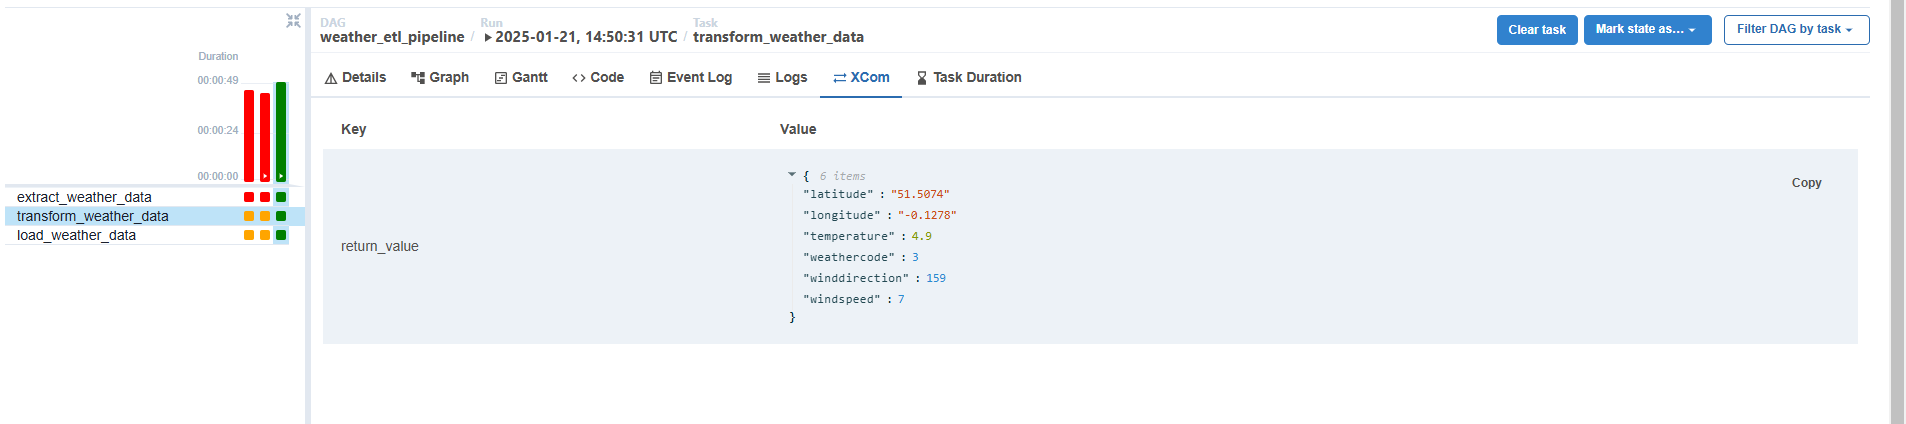 DAG Run Task
weather_etl_pipeline / 2025-01-21, 14:50:31 UTC / transform_weather_data
Clear task Mark state as... Filter DAG by task
Details Graph Gantt Code Event Log Logs XCom Task Duration
Duration
00:00:49
00:00:24
00:00:00
extract_weather_data
transform_weather_data
load_weather_data
Key Value
return_value
{ 6 items
"latitude" : "51.5074"
"longitude" : "-0.1278"
"temperature" : 4.9
"weathercode" : 3
"winddirection" : 159
"windspeed" : 7
}
Copy